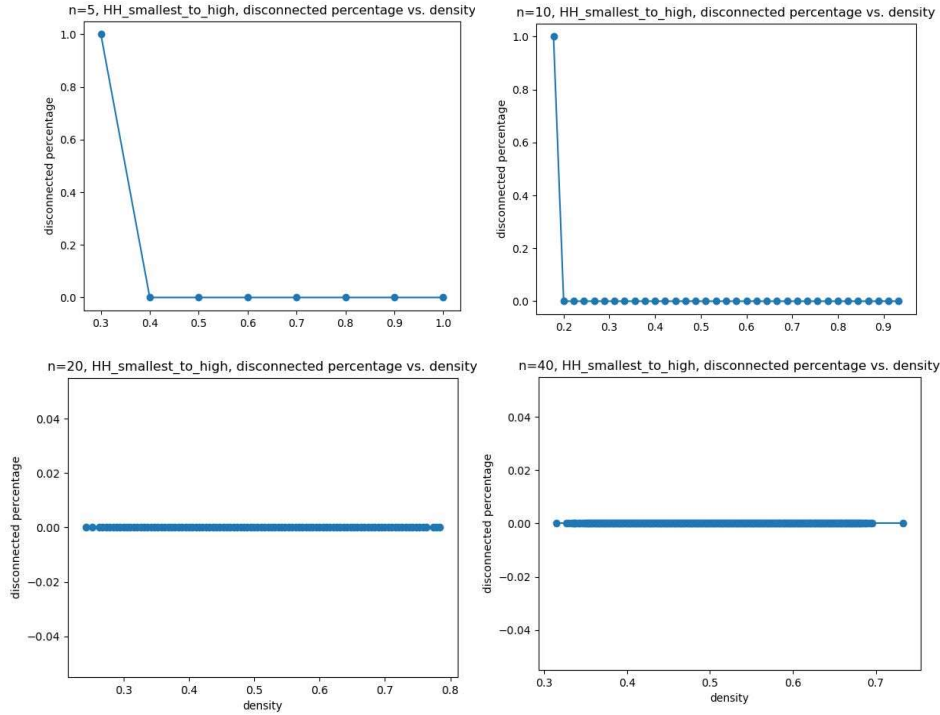 n=5, HH_smallest_to_high, disconnected percentage vs. density
disconnected percentage
1.0
0.8
0.6
0.4
0.2
0.0
0.3 0.4 0.5 0.6 0.7 0.8 0.9 1.0
n=10, HH_smallest_to_high, disconnected percentage vs. density
disconnected percentage
1.0
0.8
0.6
0.4
0.2
0.0
0.2 0.3 0.4 0.5 0.6 0.7 0.8 0.9
n=20, HH_smallest_to_high, disconnected percentage vs. density
disconnected percentage
0.04
0.02
0.00
−0.02
−0.04
0.3 0.4 0.5 0.6 0.7 0.8
density
n=40, HH_smallest_to_high, disconnected percentage vs. density
disconnected percentage
0.04
0.02
0.00
−0.02
−0.04
0.3 0.4 0.5 0.6 0.7
density